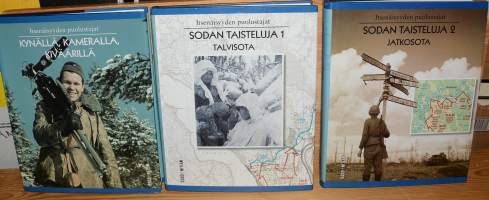 Itsenäisyyden puolustajat
KYNÄLLÄ, KAMERALLA,
KIVÄÄRILLÄ
Itsenäisyyden puolustajat
SODAN TAISTELUJA 1
TALVISOTA
Itsenäisyyden puolustajat
SODAN TAISTELUJA 2
JATKOSOTA